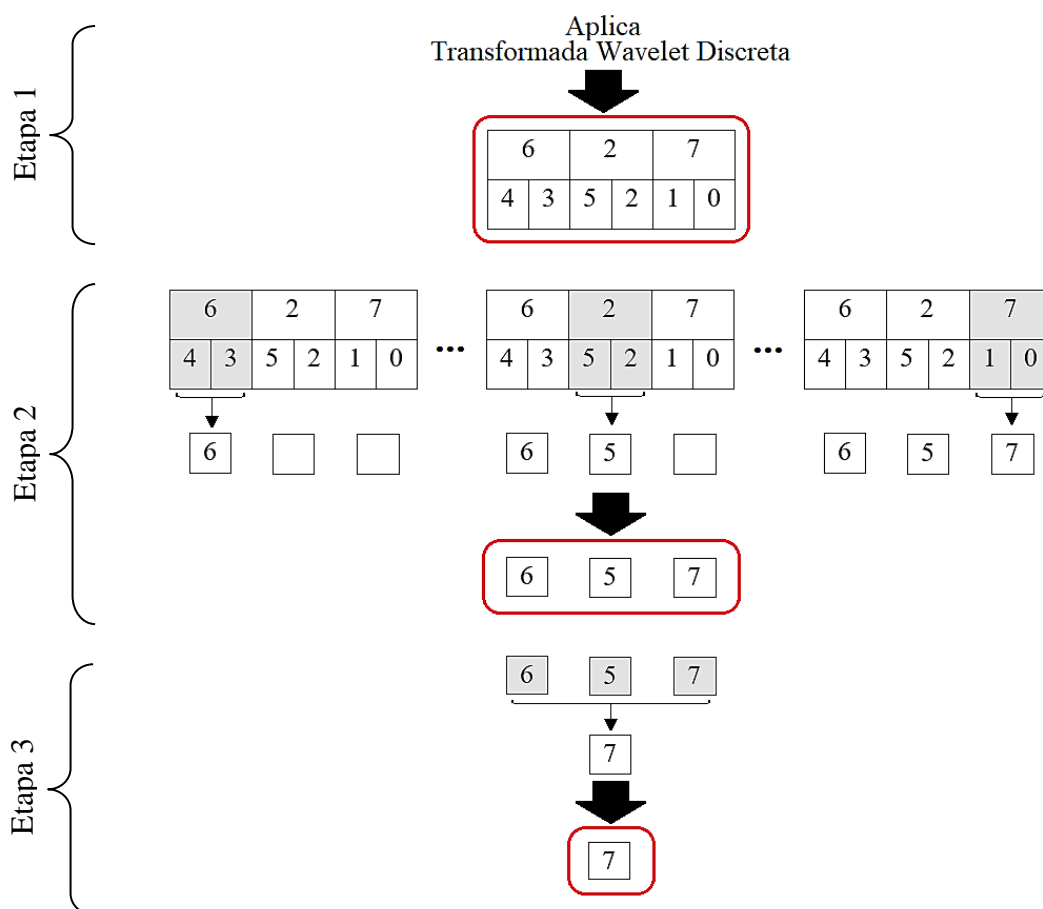 Aplica
Transformada Wavelet Discreta
Etapa 1
6 2 7
4 3 5 2 1 0
Etapa 2
6 2 7 6 2 7 6 2 7
4 3 5 2 1 0 ... 4 3 5 2 1 0 ... 4 3 5 2 1 0
6 6 5 6 5 7
6 5 7
Etapa 3
6 5 7
7
7